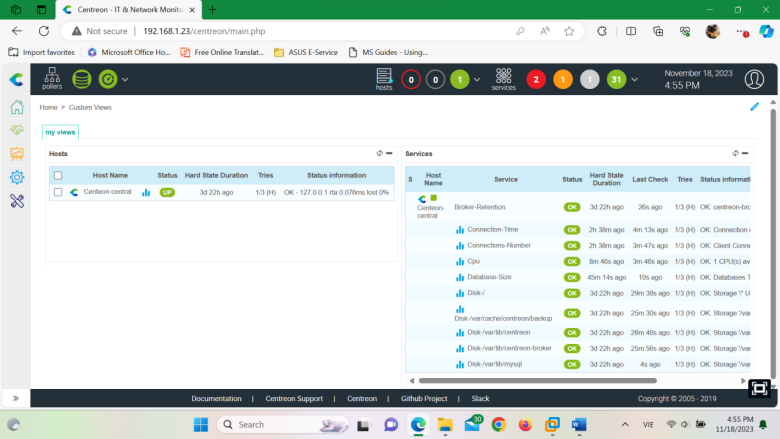 Centreon - IT & Network Monito
Not secure 192.168.1.23/centreon/main.php
Import favorites Microsoft Office Ho... Free Online Translat... ASUS E-Service MS Guides - Using...
pollers
hosts 0 0 1 services 2 1 1 31
November 18, 2023
4:55 PM
Home > Custom Views
my views
Hosts
Host Name Status Hard State Duration Tries Status information
Centeon-central UP 3d 22h ago 1/3 (H) OK - 127.0.0.1 rta 0.076ms lost 0%
Services
S Host Name Service Status Hard State Duration Last Check Tries Status informati
Centeon-central Broker-Retention OK 3d 22h ago 26s ago 1/3 (H) OK: centreon-bro
Connection-Time OK 2h 38m ago 4m 13s ago 1/3 (H) OK: Connection
Connections-Number OK 2h 38m ago 3m 47s ago 1/3 (H) OK: Client Conne
Cpu OK 8m 46s ago 3m 46s ago 1/3 (H) OK: 1 CPU(s) av
Database-Size OK 45m 14s ago 10s ago 1/3 (H) OK: Databases T
Disk-/ OK 3d 22h ago 29m 38s ago 1/3 (H) OK: Storage '/' U
Disk-/var/cache/centreon/backup OK 3d 22h ago 25m 30s ago 1/3 (H) OK: Storage '/var
Disk-/var/lib/centreon OK 3d 22h ago 26m 46s ago 1/3 (H) OK: Storage '/var
Disk-/var/lib/centreon-broker OK 3d 22h ago 25m 56s ago 1/3 (H) OK: Storage '/var
Disk-/var/lib/mysql OK 3d 22h ago 4s ago 1/3 (H) OK: Storage '/var
Documentation | Centreon Support | Centreon | Github Project | Slack Copyright © 2005 - 2019
Search 30 VIE 4:55 PM
11/18/2023